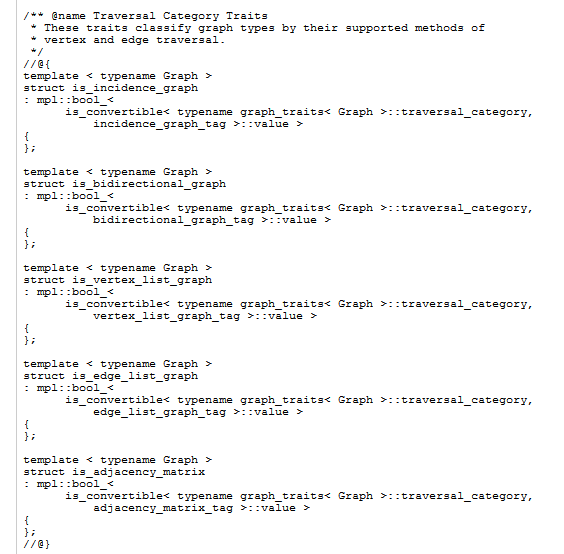 /** @name Traversal Category Traits
 * These traits classify graph types by their supported methods of
 * vertex and edge traversal.
 */
//@{
template < typename Graph >
struct is_incidence_graph
: mpl::bool_<
      is_convertible< typename graph_traits< Graph >::traversal_category,
          incidence_graph_tag >::value >
{
};

template < typename Graph >
struct is_bidirectional_graph
: mpl::bool_<
      is_convertible< typename graph_traits< Graph >::traversal_category,
          bidirectional_graph_tag >::value >
{
};

template < typename Graph >
struct is_vertex_list_graph
: mpl::bool_<
      is_convertible< typename graph_traits< Graph >::traversal_category,
          vertex_list_graph_tag >::value >
{
};

template < typename Graph >
struct is_edge_list_graph
: mpl::bool_<
      is_convertible< typename graph_traits< Graph >::traversal_category,
          edge_list_graph_tag >::value >
{
};

template < typename Graph >
struct is_adjacency_matrix
: mpl::bool_<
      is_convertible< typename graph_traits< Graph >::traversal_category,
          adjacency_matrix_tag >::value >
{
};
//@}